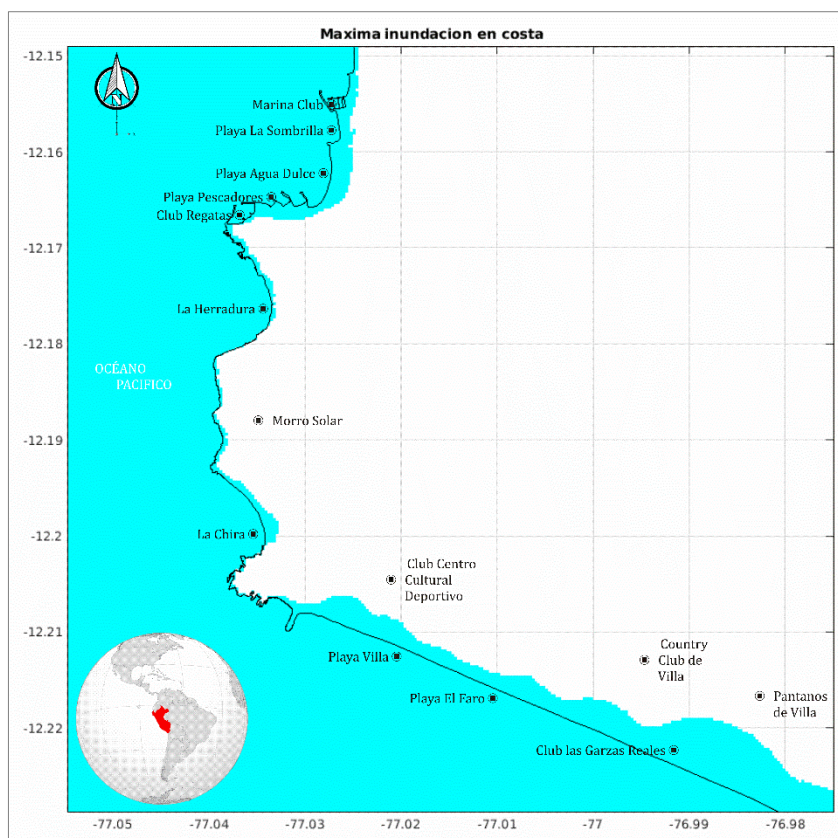 Maxima inundacion en costa
-12.15
N
Marina Club
Playa La Sombrilla
-12.16
Playa Agua Dulce
Playa Pescadores
Club Regatas
-12.17
La Herradura
-12.18
OCÉANO
PACIFICO
Morro Solar
-12.19
La Chira
-12.2
Club Centro
Cultural
Deportivo
-12.21
Playa Villa
Country
Club de
Villa
Playa El Faro
Pantanos
de Villa
-12.22
Club las Garzas Reales
-77.05 -77.04 -77.03 -77.02 -77.01 -77 -76.99 -76.98